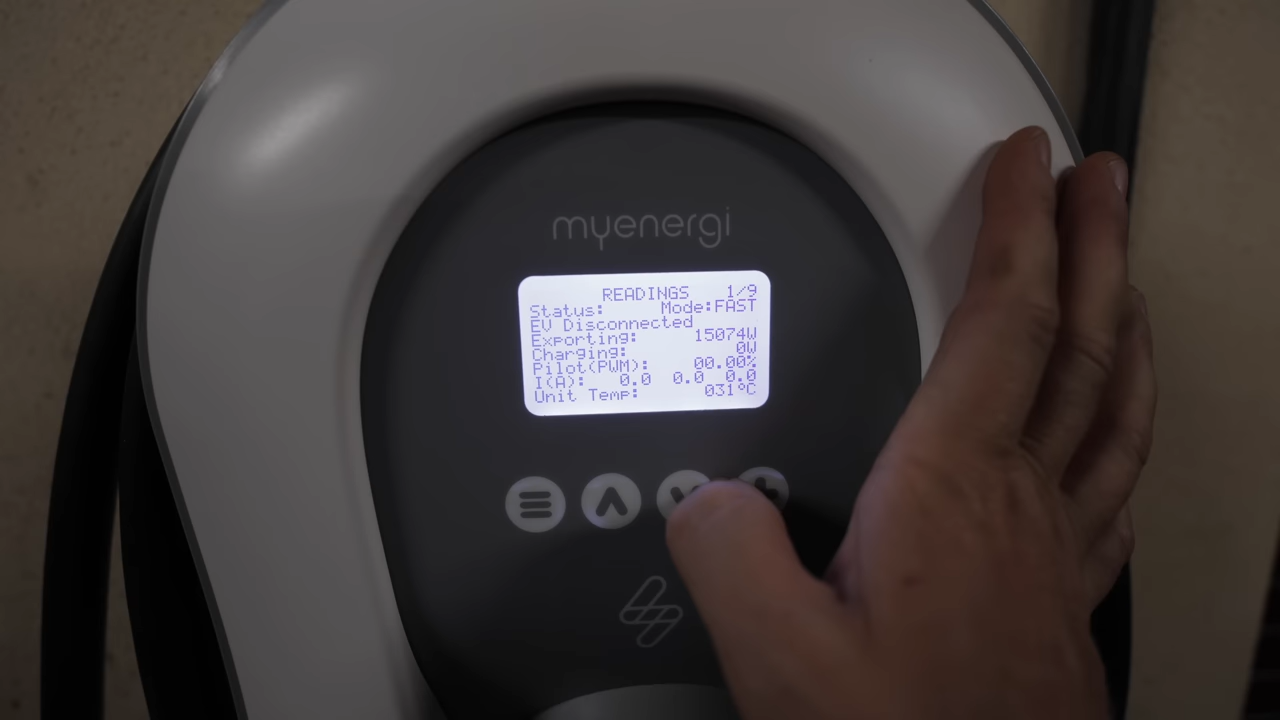 myenergi
READINGS 1/9
Status: Mode:FAST
EV Disconnected
Exporting: 15074W
Charging: 0W
Pilot(PWM): 00.00%
I(A): 0.0 0.0 0.0
Unit Temp: 031°C